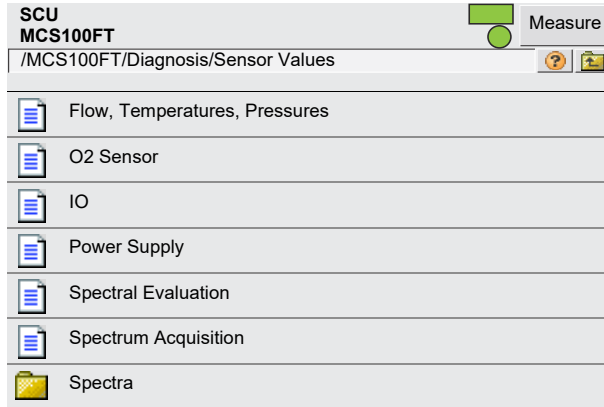 SCU
MCS100FT
Measure
/MCS100FT/Diagnosis/Sensor Values
Flow, Temperatures, Pressures
O2 Sensor
IO
Power Supply
Spectral Evaluation
Spectrum Acquisition
Spectra